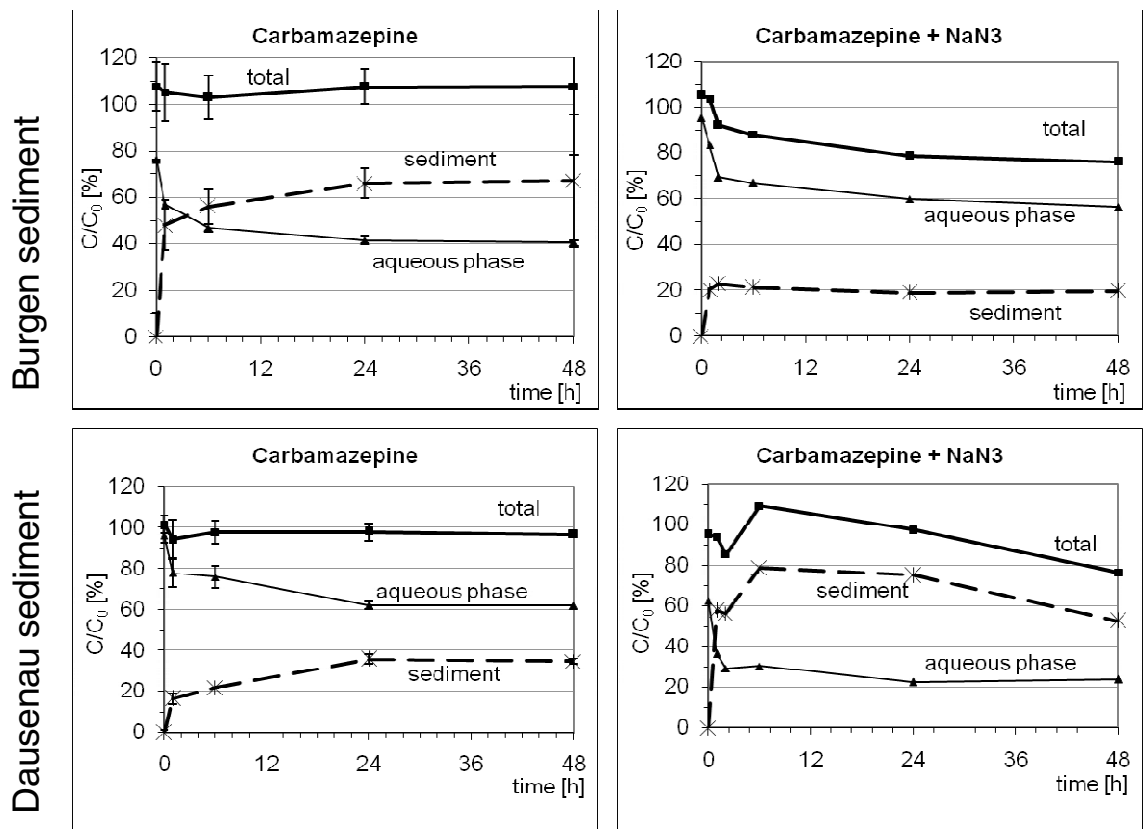 Burgen sediment
Carbamazepine
120
100
80
60
40
20
0
C/C0 [%]
total
sediment
aqueous phase
0 12 24 36 48
time [h]
Carbamazepine + NaN3
120
100
80
60
40
20
0
C/C0 [%]
total
aqueous phase
sediment
0 12 24 36 48
time [h]
Dausenau sediment
Carbamazepine
120
100
80
60
40
20
0
C/C0 [%]
total
aqueous phase
sediment
0 12 24 36 48
time [h]
Carbamazepine + NaN3
120
100
80
60
40
20
0
C/C0 [%]
total
sediment
aqueous phase
0 12 24 36 48
time [h]